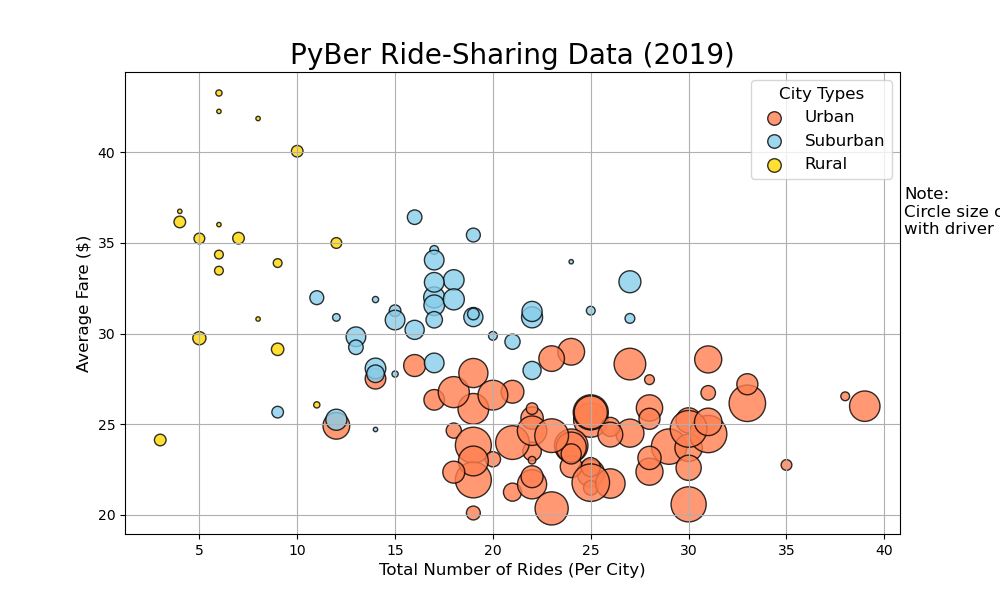 PyBer Ride-Sharing Data (2019)
City Types
Urban
Suburban
Rural
Note:
Circle size
with driver
Average Fare ($)
40
35
30
25
20
5 10 15 20 25 30 35 40
Total Number of Rides (Per City)